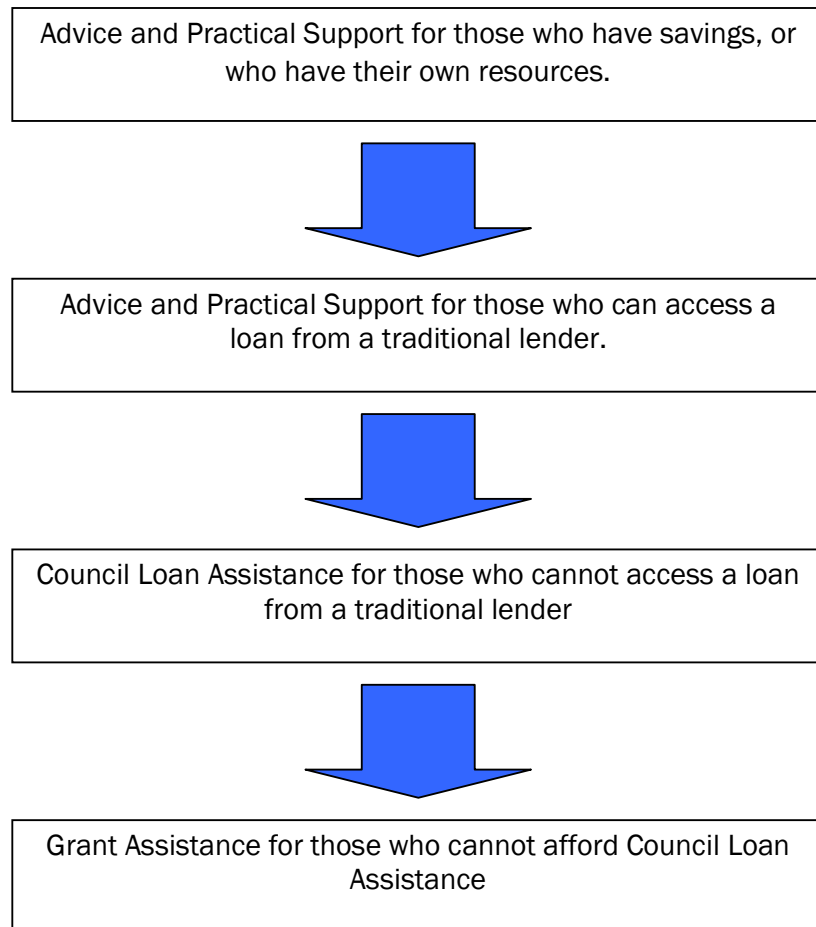 Advice and Practical Support for those who have savings, or
who have their own resources.
Advice and Practical Support for those who can access a
loan from a traditional lender.
Council Loan Assistance for those who cannot access a loan
from a traditional lender
Grant Assistance for those who cannot afford Council Loan
Assistance